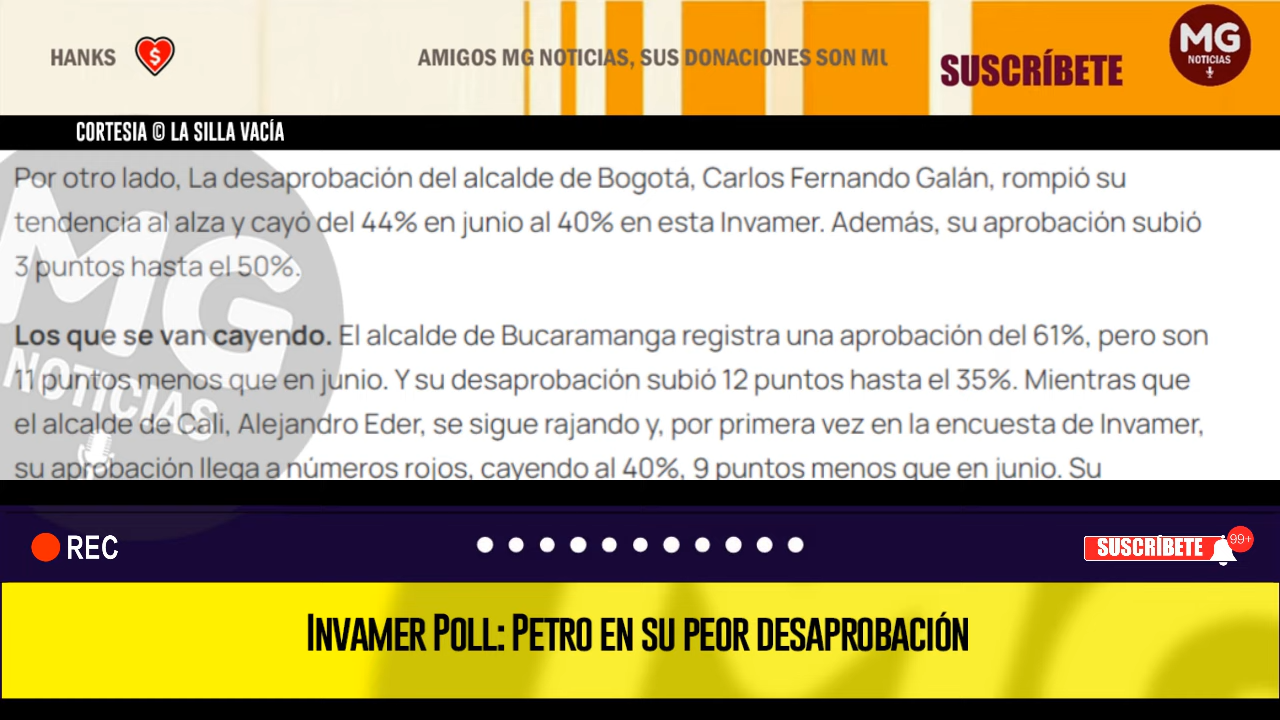 HANKS
AMIGOS MG NOTICIAS, SUS DONACIONES SON
SUSCRÍBETE
MG
NOTICIAS
CORTESIA © LA SILLA VACÍA
Por otro lado, La desaprobación del alcalde de Bogotá, Carlos Fernando Galán, rompió su
tendencia al alza y cayó del 44% en junio al 40% en esta Invamer. Además, su aprobación subió
3 puntos hasta el 50%.
Los que se van cayendo. El alcalde de Bucaramanga registra una aprobación del 61%, pero son
11 puntos menos que en junio. Y su desaprobación subió 12 puntos hasta el 35%. Mientras que
el alcalde de Cali, Alejandro Eder, se sigue rajando y, por primera vez en la encuesta de Invamer,
su aprobación llega a números rojos, cayendo al 40%, 9 puntos menos que en junio. Su
MG
NOTICIAS
REC
SUSCRÍBETE
99+
INVAMER POLL: PETRO EN SU PEOR DESAPROBACIÓN